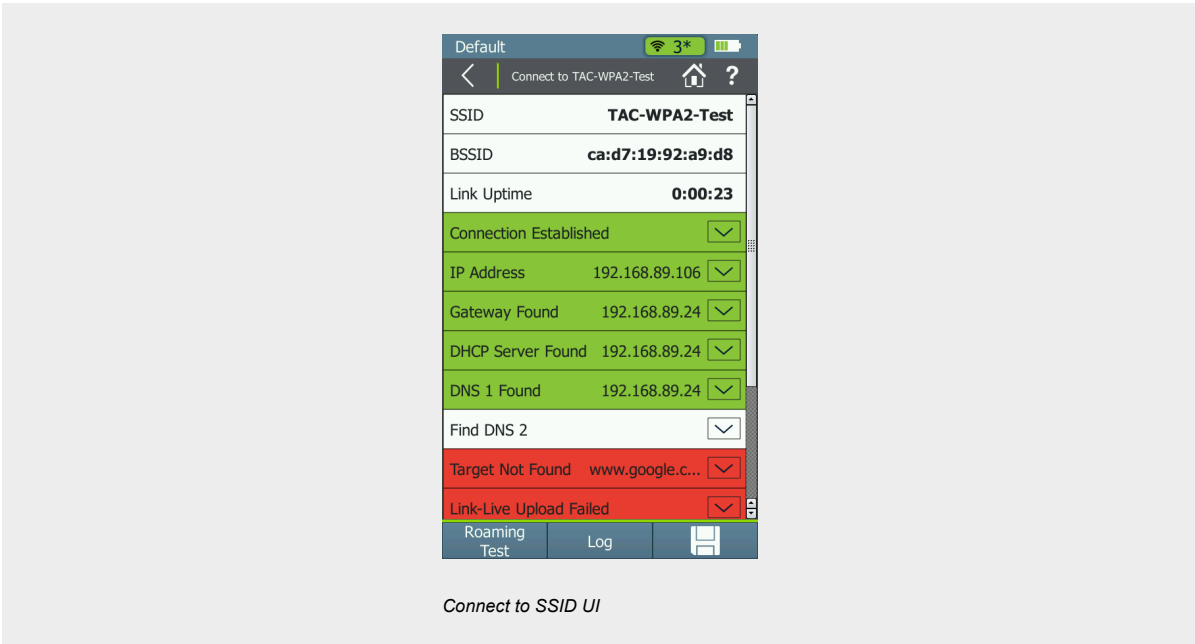 Default 3*
Connect to TAC-WPA2-Test ?
SSID TAC-WPA2-Test
BSSID ca:d7:19:92:a9:d8
Link Uptime 0:00:23
Connection Established
IP Address 192.168.89.106
Gateway Found 192.168.89.24
DHCP Server Found 192.168.89.24
DNS 1 Found 192.168.89.24
Find DNS 2
Target Not Found www.google.c...
Link-Live Upload Failed
Roaming
Test
Log
Connect to SSID UI